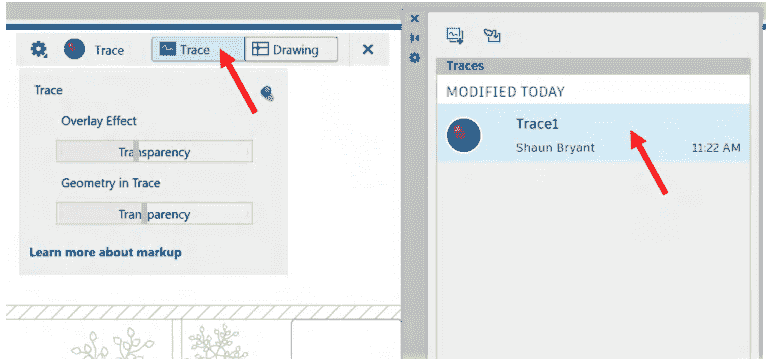 Trace Trace Drawing
Trace
Overlay Effect
Transparency
Geometry in Trace
Transparency
Learn more about markup
Traces
MODIFIED TODAY
Trace1
Shaun Bryant 11:22 AM